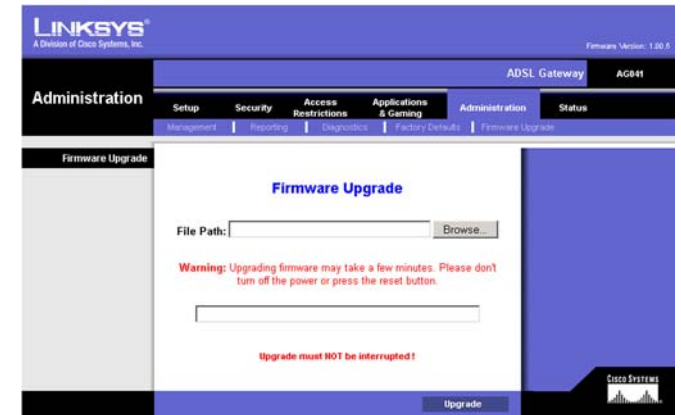 LINKSYS®
A Division of Cisco Systems, Inc.
Firmware Version: 1.00.6
ADSL Gateway AG041
Administration
Setup Security Access Restrictions Applications & Gaming Administration Status
Management Reporting Diagnostics Factory Defaults Firmware Upgrade
Firmware Upgrade
Firmware Upgrade
File Path: Browse...
Warning: Upgrading firmware may take a few minutes. Please don't
turn off the power or press the reset button.
Upgrade must NOT be interrupted !
CISCO SYSTEMS
Upgrade